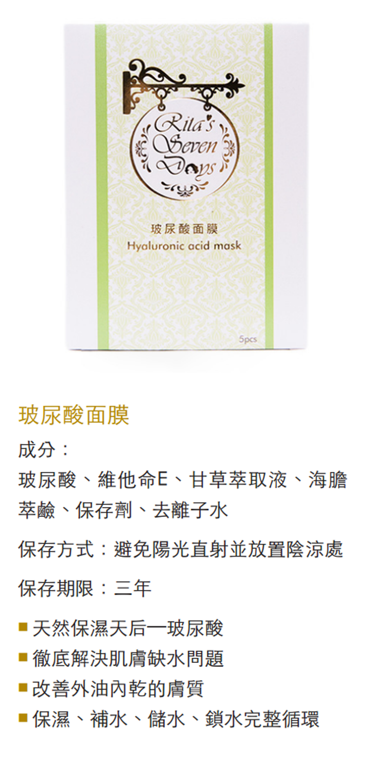 Rita's
Seven
Days
玻尿酸面膜
Hyaluronic acid mask
5pcs
玻尿酸面膜
成分：
玻尿酸、維他命E、甘草萃取液、海膽
萃鹼、保存劑、去離子水
保存方式：避免陽光直射並放置陰涼處
保存期限：三年
■天然保濕天后—玻尿酸
■徹底解決肌膚缺水問題
■改善外油內乾的膚質
■保濕、補水、儲水、鎖水完整循環